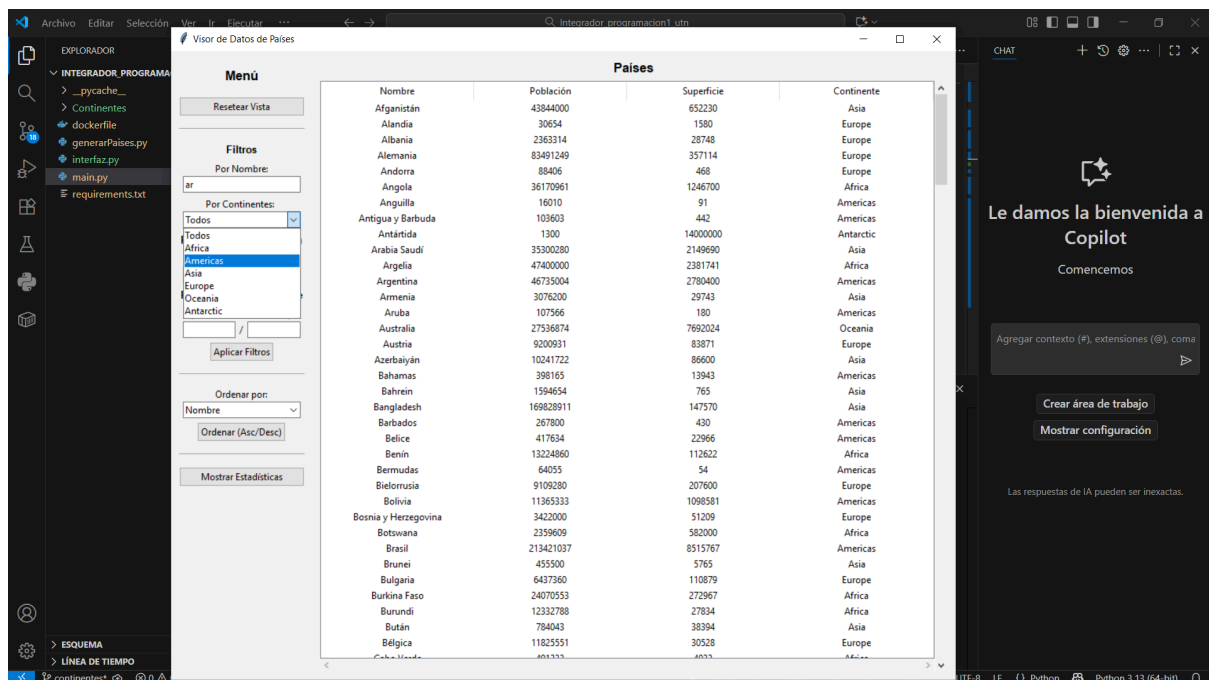 Archivo Editar Selección Ver Ir Ejecutar ··· Integrador_programacion1_utn
EXPLORADOR
INTEGRADOR_PROGRAMA
__pycache__
Continentes
dockerfile
generarPaises.py
interfaz.py
main.py
requirements.txt
18
ESQUEMA
LÍNEA DE TIEMPO
continentes*
0
Visor de Datos de Países
Menú
Resetear Vista
Filtros
Por Nombre:
ar
Por Continentes:
Todos
Todos
Africa
Americas
Asia
Europe
Oceania
Antarctic
/
Aplicar Filtros
Ordenar por:
Nombre
Ordenar (Asc/Desc)
Mostrar Estadísticas
Países
Nombre Población Superficie Continente
Afganistán 43844000 652230 Asia
Alandia 30654 1580 Europe
Albania 2363314 28748 Europe
Alemania 83491249 357114 Europe
Andorra 88406 468 Europe
Angola 36170961 1246700 Africa
Anguilla 16010 91 Americas
Antigua y Barbuda 103603 442 Americas
Antártida 1300 14000000 Antarctic
Arabia Saudí 35300280 2149690 Asia
Argelia 47400000 2381741 Africa
Argentina 46735004 2780400 Americas
Armenia 3076200 29743 Asia
Aruba 107566 180 Americas
Australia 27536874 7692024 Oceania
Austria 9200931 83871 Europe
Azerbaiyán 10241722 86600 Asia
Bahamas 398165 13943 Americas
Bahrein 1594654 765 Asia
Bangladesh 169828911 147570 Asia
Barbados 267800 430 Americas
Belice 417634 22966 Americas
Benín 13224860 112622 Africa
Bermudas 64055 54 Americas
Bielorrusia 9109280 207600 Europe
Bolivia 11365333 1098581 Americas
Bosnia y Herzegovina 3422000 51209 Europe
Botswana 2359609 582000 Africa
Brasil 213421037 8515767 Americas
Brunei 455500 5765 Asia
Bulgaria 6437360 110879 Europe
Burkina Faso 24070553 272967 Africa
Burundi 12332788 27834 Africa
Bután 784043 38394 Asia
Bélgica 11825551 30528 Europe
Cabo Verde 491233 4033 Africa
CHAT
Le damos la bienvenida a
Copilot
Comencemos
Agregar contexto (#), extensiones (@), coma
Crear área de trabajo
Mostrar configuración
Las respuestas de IA pueden ser inexactas.
UTF-8 LF {} Python Python 3.13 (64-bit)